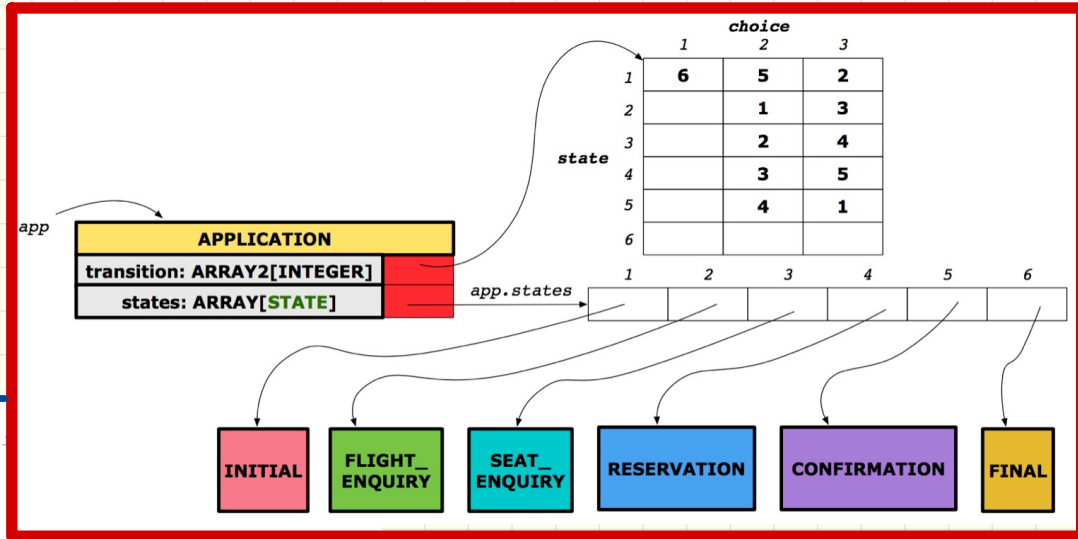 choice
1 2 3
1 6 5 2
2 1 3
3 2 4
state
4 3 5
5 4 1
6
app
APPLICATION
transition: ARRAY2[INTEGER]
states: ARRAY[STATE]
app.states
1 2 3 4 5 6
INITIAL
FLIGHT_
ENQUIRY
SEAT_
ENQUIRY
RESERVATION
CONFIRMATION
FINAL